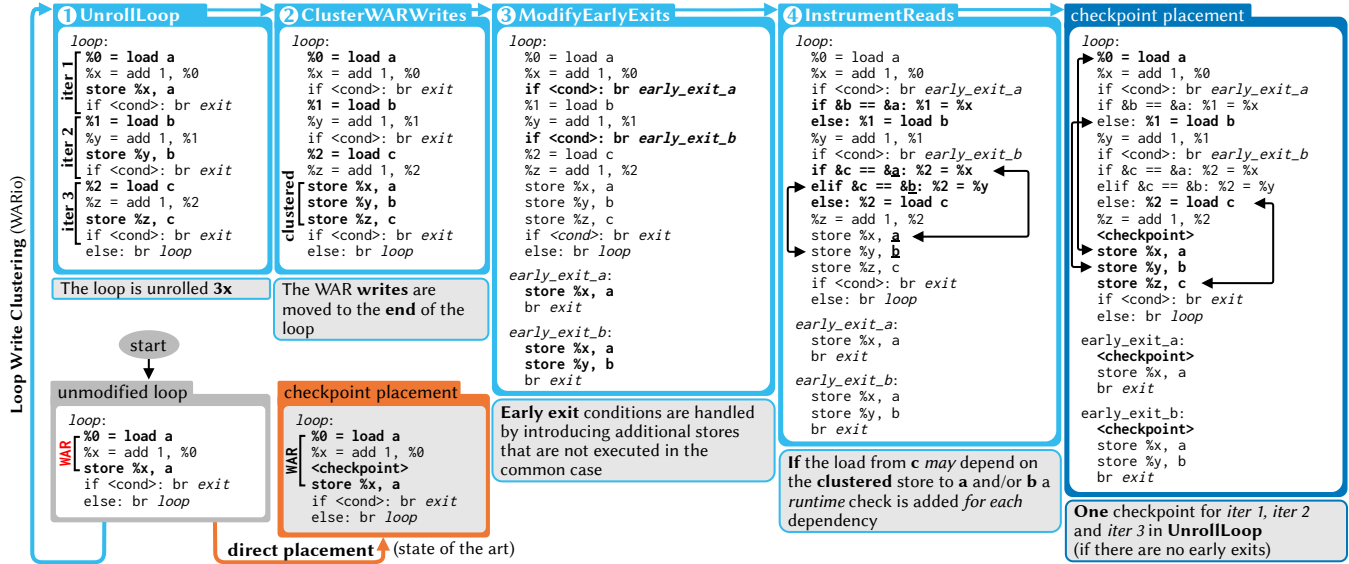 Loop Write Clustering (WARio)
1 UnrollLoop
loop:
iter 1
%0 = load a
%x = add 1, %0
store %x, a
if <cond>: br exit
iter 2
%1 = load b
%y = add 1, %1
store %y, b
if <cond>: br exit
iter 3
%2 = load c
%z = add 1, %2
store %z, c
if <cond>: br exit
else: br loop
The loop is unrolled 3x
2 ClusterWARWrites
loop:
%0 = load a
%x = add 1, %0
if <cond>: br exit
%1 = load b
%y = add 1, %1
if <cond>: br exit
%2 = load c
%z = add 1, %2
clustered
store %x, a
store %y, b
store %z, c
if <cond>: br exit
else: br loop
The WAR writes are
moved to the end of the
loop
3 ModifyEarlyExits
loop:
%0 = load a
%x = add 1, %0
if <cond>: br early_exit_a
%1 = load b
%y = add 1, %1
if <cond>: br early_exit_b
%2 = load c
%z = add 1, %2
store %x, a
store %y, b
store %z, c
if <cond>: br exit
else: br loop
early_exit_a:
store %x, a
br exit
early_exit_b:
store %x, a
store %y, b
br exit
Early exit conditions are handled
by introducing additional stores
that are not executed in the
common case
4 InstrumentReads
loop:
%0 = load a
%x = add 1, %0
if <cond>: br early_exit_a
if &b == &a: %1 = %x
else: %1 = load b
%y = add 1, %1
if <cond>: br early_exit_b
if &c == &a: %2 = %x
elif &c == &b: %2 = %y
else: %2 = load c
%z = add 1, %2
store %x, a
store %y, b
store %z, c
if <cond>: br exit
else: br loop
early_exit_a:
store %x, a
br exit
early_exit_b:
store %x, a
store %y, b
br exit
If the load from c may depend on
the clustered store to a and/or b a
runtime check is added for each
dependency
checkpoint placement
loop:
%0 = load a
%x = add 1, %0
if <cond>: br early_exit_a
if &b == &a: %1 = %x
else: %1 = load b
%y = add 1, %1
if <cond>: br early_exit_b
if &c == &a: %2 = %x
elif &c == &b: %2 = %y
else: %2 = load c
%z = add 1, %2
<checkpoint>
store %x, a
store %y, b
store %z, c
if <cond>: br exit
else: br loop
early_exit_a:
<checkpoint>
store %x, a
br exit
early_exit_b:
<checkpoint>
store %x, a
store %y, b
br exit
One checkpoint for iter 1, iter 2
and iter 3 in UnrollLoop
(if there are no early exits)
start
unmodified loop
loop:
WAR
%0 = load a
%x = add 1, %0
store %x, a
if <cond>: br exit
else: br loop
checkpoint placement
loop:
WAR
%0 = load a
%x = add 1, %0
<checkpoint>
store %x, a
if <cond>: br exit
else: br loop
direct placement (state of the art)